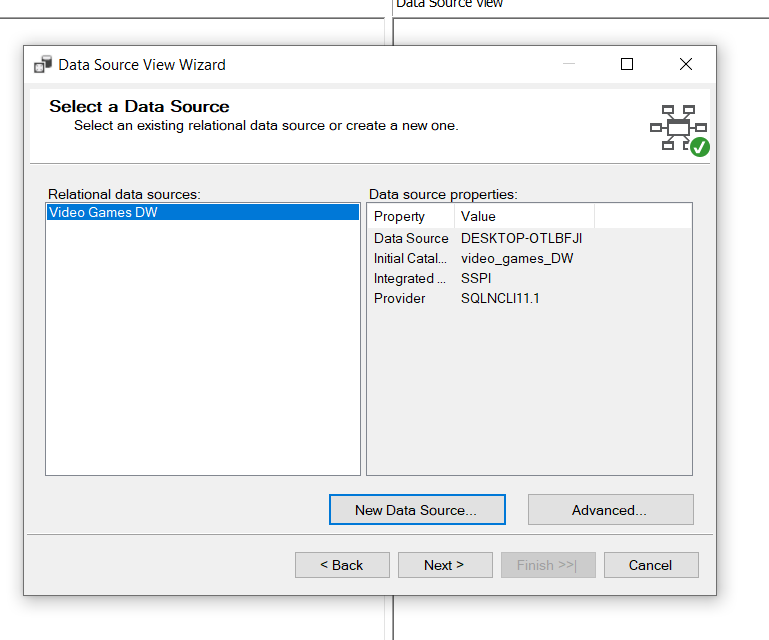 Data Source View
Data Source View Wizard
Select a Data Source
Select an existing relational data source or create a new one.
Relational data sources:
Video Games DW
Data source properties:
Property Value
Data Source DESKTOP-OTLBFJI
Initial Catal... video_games_DW
Integrated ... SSPI
Provider SQLNCLI11.1
New Data Source...
Advanced...
< Back
Next >
Finish >>|
Cancel